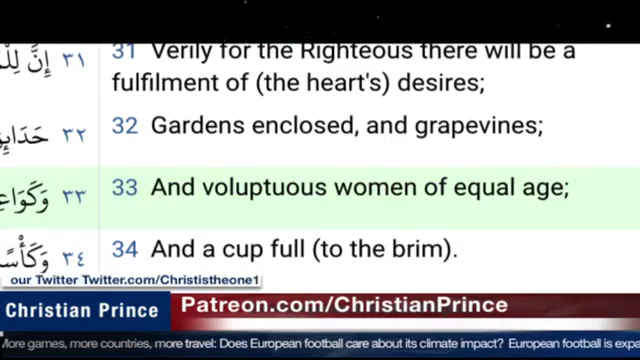 31 Verily for the Righteous there will be a
إِنَّ لِلْ ٣١
fulfilment of (the heart's) desires;
32 Gardens enclosed, and grapevines;
حَدَائِ ٣٢
33 And voluptuous women of equal age;
وَكَوَاعِ ٣٣
34 And a cup full (to the brim).
وَكَأْسً ٣٤
our Twitter Twitter.com/Christistheone1
Christian Prince
Patreon.com/ChristianPrince
More games, more countries, more travel: Does European football care about its climate impact? European football is expa